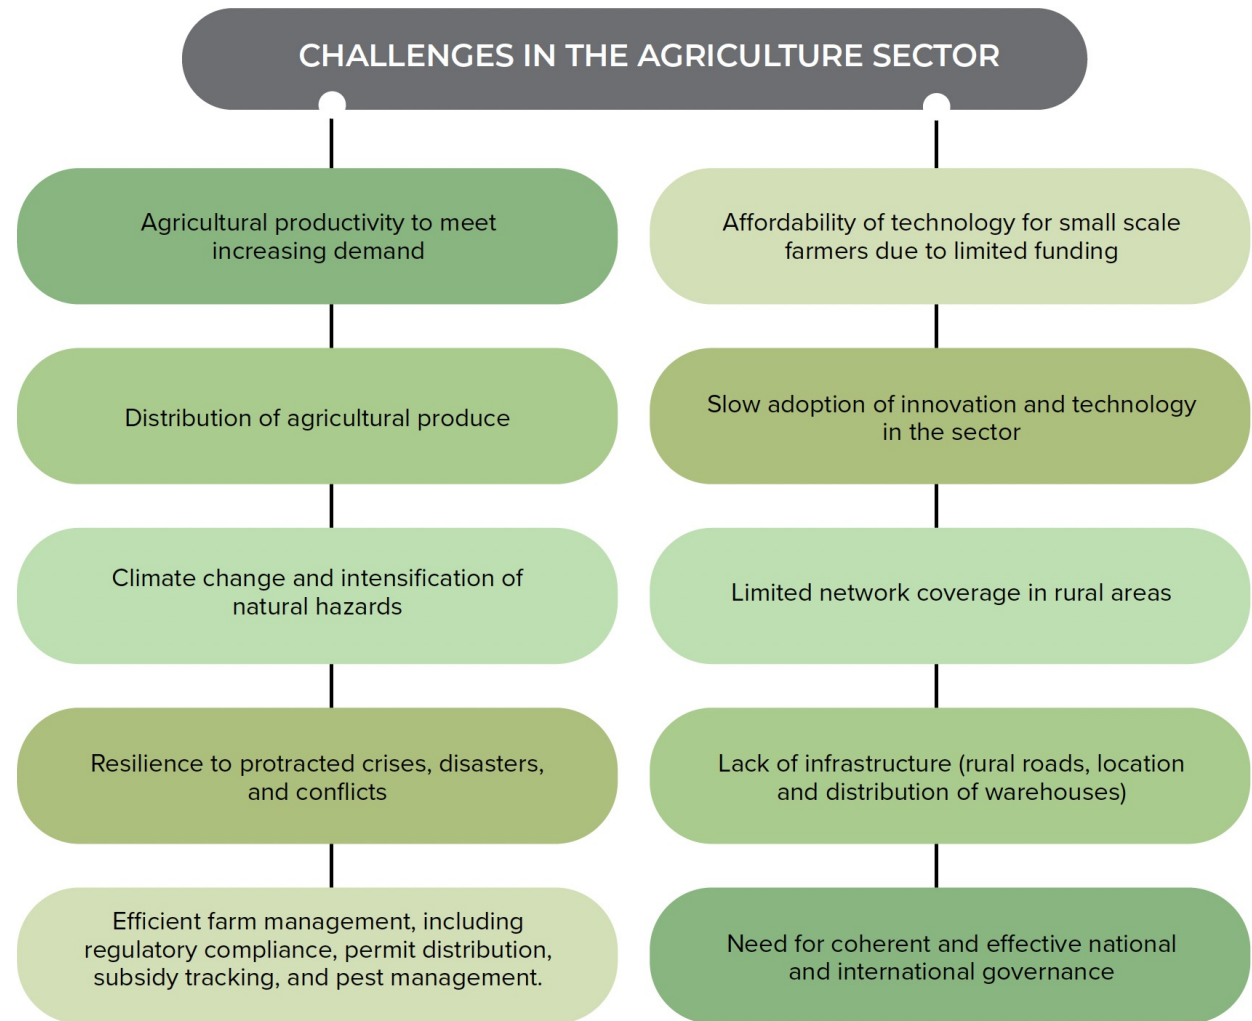 CHALLENGES IN THE AGRICULTURE SECTOR
Agricultural productivity to meet
increasing demand
Distribution of agricultural produce
Climate change and intensification of
natural hazards
Resilience to protracted crises, disasters,
and conflicts
Efficient farm management, including
regulatory compliance, permit distribution,
subsidy tracking, and pest management.
Affordability of technology for small scale
farmers due to limited funding
Slow adoption of innovation and technology
in the sector
Limited network coverage in rural areas
Lack of infrastructure (rural roads, location
and distribution of warehouses)
Need for coherent and effective national
and international governance